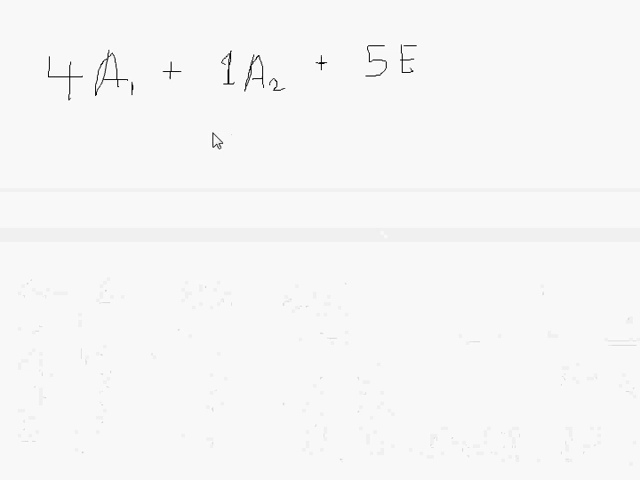 4A₁ + 1A₂ + 5E